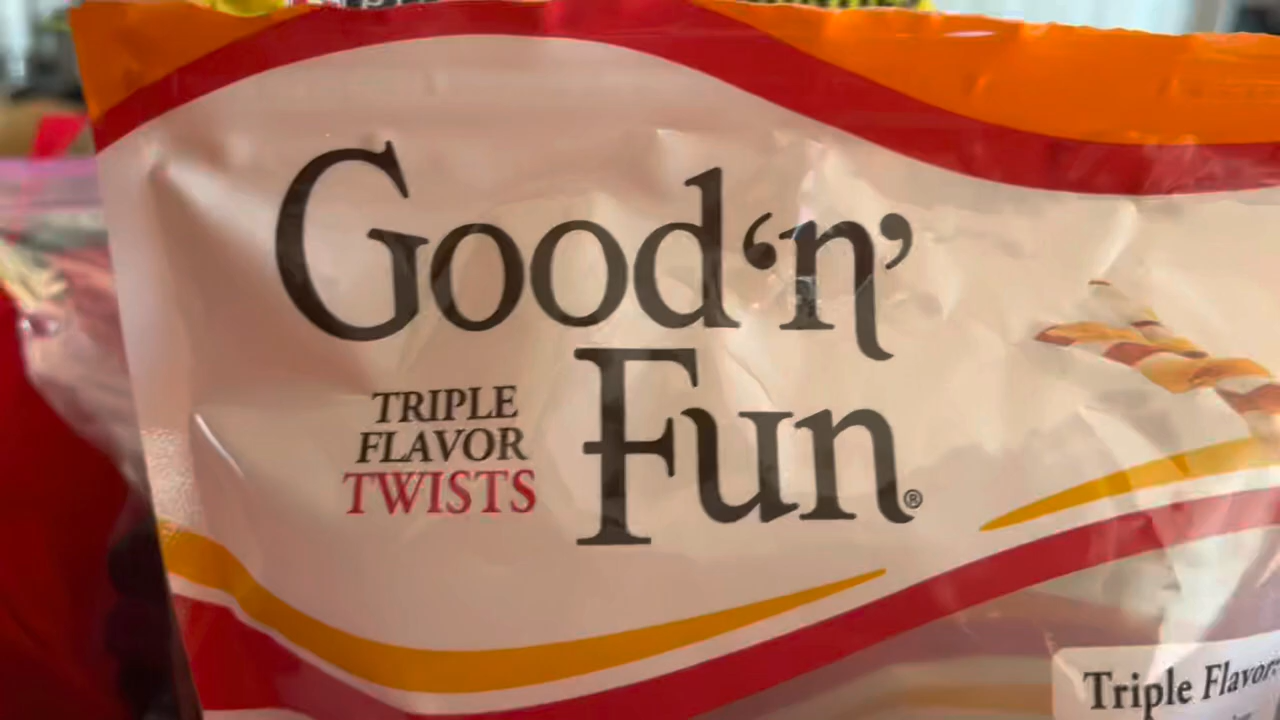 Good 'n'
Fun®
TRIPLE
FLAVOR
TWISTS
Triple Flavor